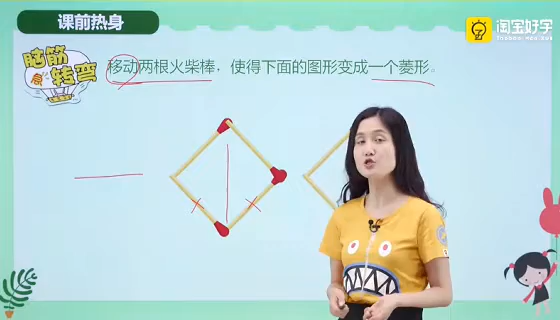 课前热身
淘宝好学
脑筋
转弯
移动两根火柴棒，使得下面的图形变成一个菱形。